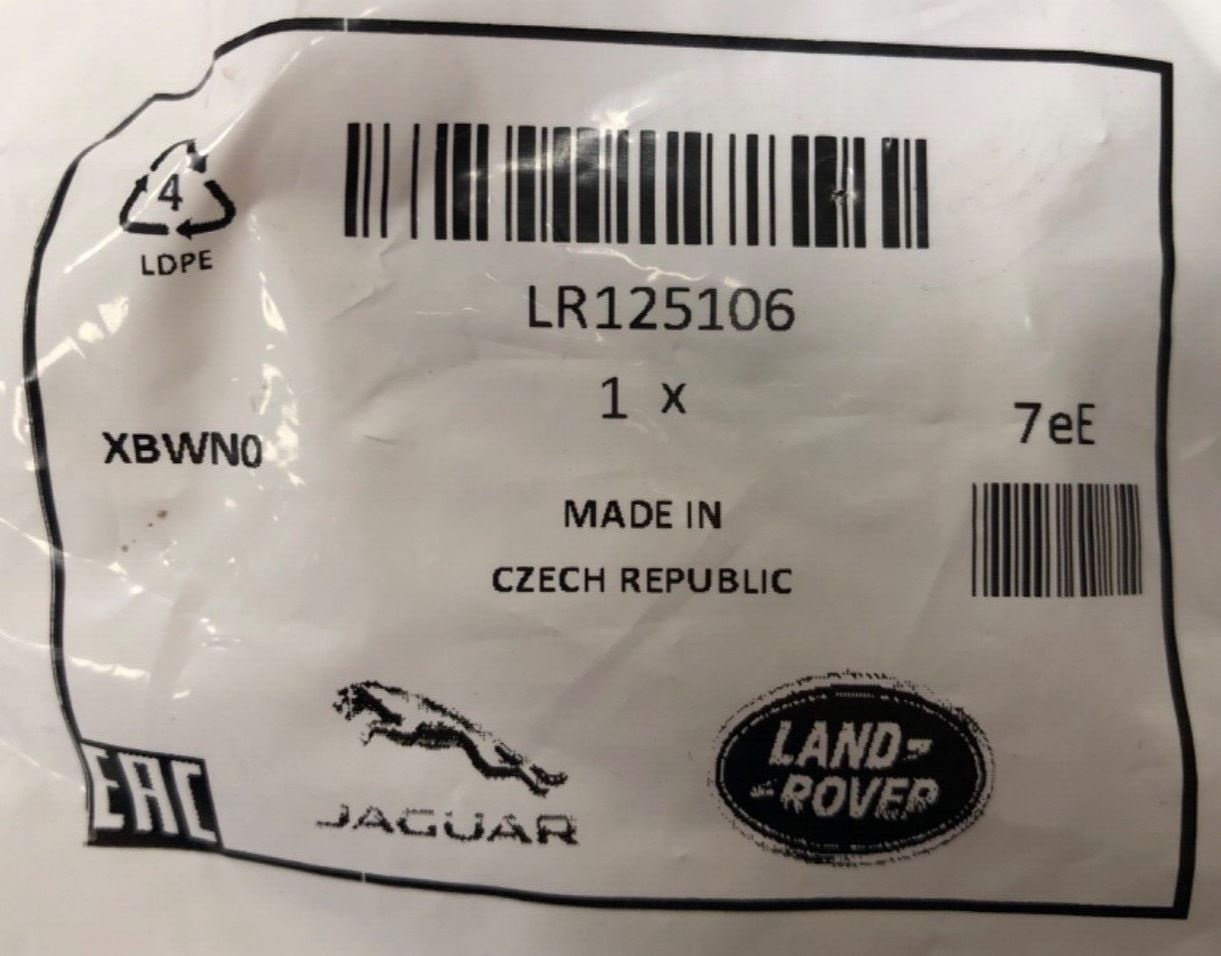 4
LDPE
LR125106
1 x
7eE
XBWN0
MADE IN
CZECH REPUBLIC
EAC
JAGUAR
LAND-
-ROVER